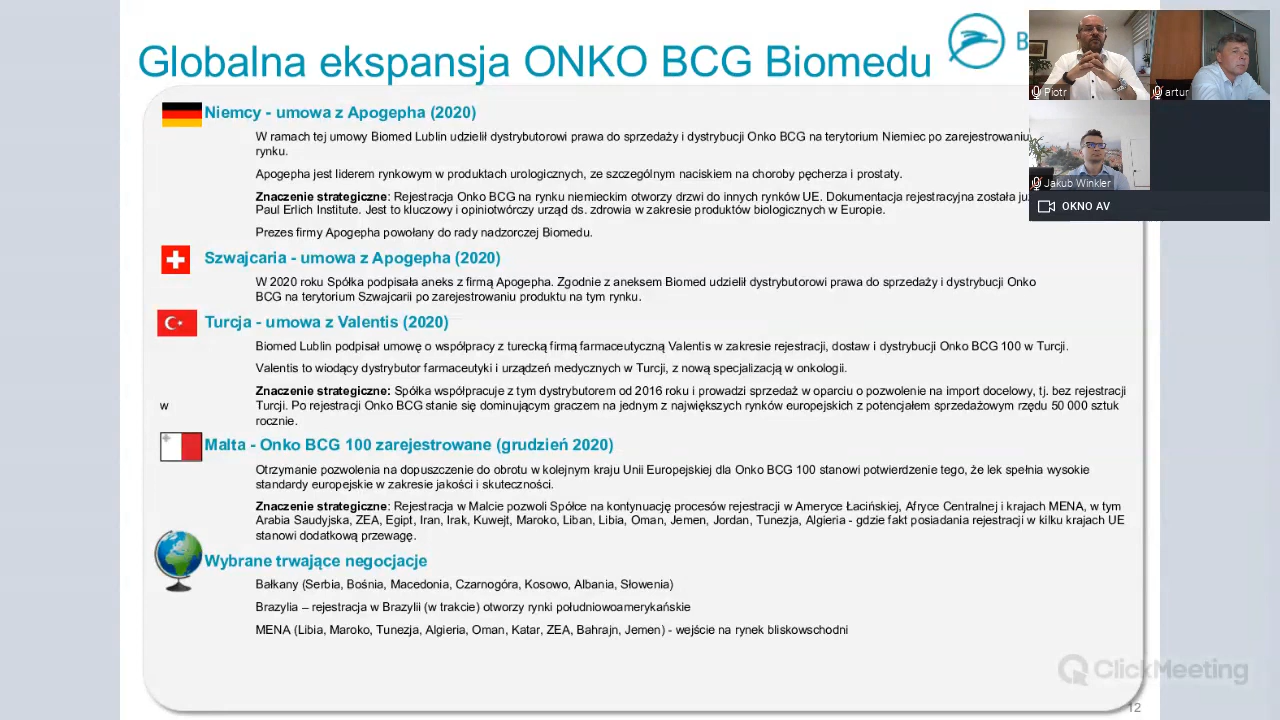 Globalna ekspansja ONKO BCG Biomedu
B
Piotr
artur
Jakub Winkler
OKNO AV
Niemcy - umowa z Apogepha (2020)
W ramach tej umowy Biomed Lublin udzielił dystrybutorowi prawa do sprzedaży i dystrybucji Onko BCG na terytorium Niemiec po zarejestrowaniu
rynku.
Apogepha jest liderem rynkowym w produktach urologicznych, ze szczególnym naciskiem na choroby pęcherza i prostaty.
Znaczenie strategiczne: Rejestracja Onko BCG na rynku niemieckim otworzy drzwi do innych rynków UE. Dokumentacja rejestracyjna została
Paul Erlich Institute. Jest to kluczowy i opiniotwórczy urząd ds. zdrowia w zakresie produktów biologicznych w Europie.
Prezes firmy Apogepha powołany do rady nadzorczej Biomedu.
Szwajcaria - umowa z Apogepha (2020)
W 2020 roku Spółka podpisała aneks z firmą Apogepha. Zgodnie z aneksem Biomed udzielił dystrybutorowi prawa do sprzedaży i dystrybucji Onko
BCG na terytorium Szwajcarii po zarejestrowaniu produktu na tym rynku.
Turcja - umowa z Valentis (2020)
Biomed Lublin podpisał umowę o współpracy z turecką firmą farmaceutyczną Valentis w zakresie rejestracji, dostaw i dystrybucji Onko BCG 100 w Turcji.
Valentis to wiodący dystrybutor farmaceutyki i urządzeń medycznych w Turcji, z nową specjalizacją w onkologii.
Znaczenie strategiczne: Spółka współpracuje z tym dystrybutorem od 2016 roku i prowadzi sprzedaż w oparciu o pozwolenie na import docelowy, tj. bez rejestracji
w Turcji. Po rejestracji Onko BCG stanie się dominującym graczem na jednym z największych rynków europejskich z potencjałem sprzedażowym rzędu 50 000 sztuk
rocznie.
Malta - Onko BCG 100 zarejestrowane (grudzień 2020)
Otrzymanie pozwolenia na dopuszczenie do obrotu w kolejnym kraju Unii Europejskiej dla Onko BCG 100 stanowi potwierdzenie tego, że lek spełnia wysokie
standardy europejskie w zakresie jakości i skuteczności.
Znaczenie strategiczne: Rejestracja w Malcie pozwoli Spółce na kontynuację procesów rejestracji w Ameryce Łacińskiej, Afryce Centralnej i krajach MENA, w tym
Arabia Saudyjska, ZEA, Egipt, Iran, Irak, Kuwejt, Maroko, Liban, Libia, Oman, Jemen, Jordan, Tunezja, Algieria - gdzie fakt posiadania rejestracji w kilku krajach UE
stanowi dodatkową przewagę.
Wybrane trwające negocjacje
Bałkany (Serbia, Bośnia, Macedonia, Czarnogóra, Kosowo, Albania, Słowenia)
Brazylia – rejestracja w Brazylii (w trakcie) otworzy rynki południowoamerykańskie
MENA (Libia, Maroko, Tunezja, Algieria, Oman, Katar, ZEA, Bahrajn, Jemen) - wejście na rynek bliskowschodni
ClickMeeting
12